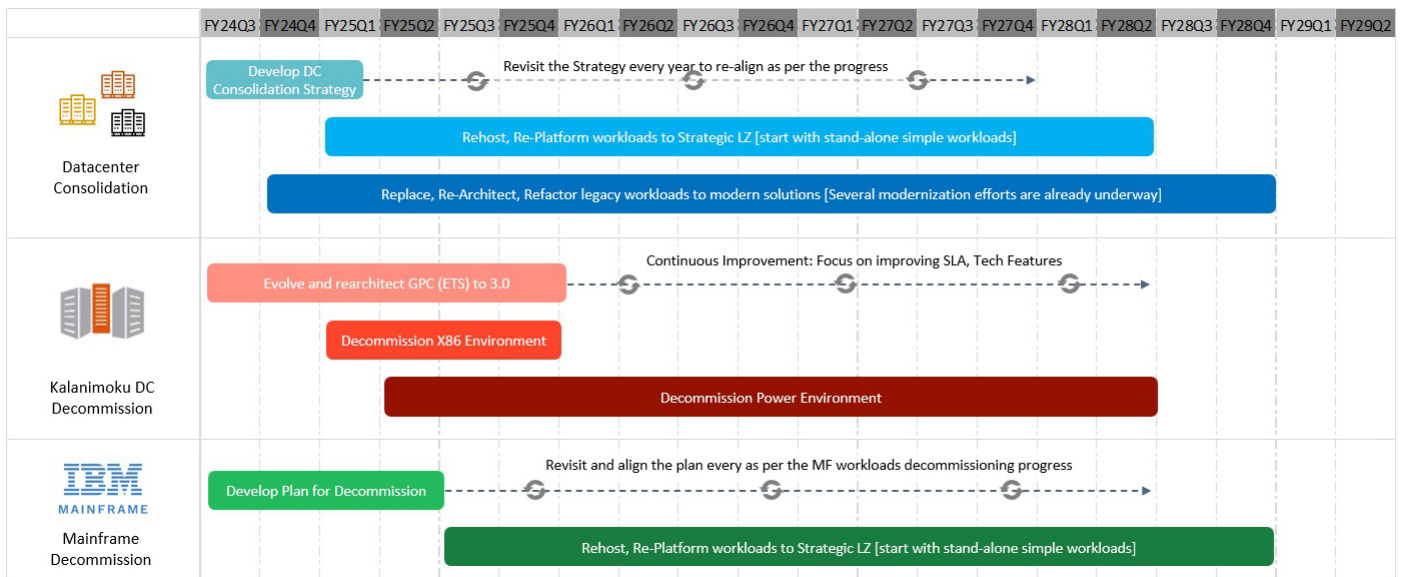 FY24Q3 FY24Q4 FY25Q1 FY25Q2 FY25Q3 FY25Q4 FY26Q1 FY26Q2 FY26Q3 FY26Q4 FY27Q1 FY27Q2 FY27Q3 FY27Q4 FY28Q1 FY28Q2 FY28Q3 FY28Q4 FY29Q1 FY29Q2
Datacenter
Consolidation
Develop DC
Consolidation Strategy
Revisit the Strategy every year to re-align as per the progress
Rehost, Re-Platform workloads to Strategic LZ [start with stand-alone simple workloads]
Replace, Re-Architect, Refactor legacy workloads to modern solutions [Several modernization efforts are already underway]
Kalanimoku DC
Decommission
Evolve and rearchitect GPC (ETS) to 3.0
Continuous Improvement: Focus on improving SLA, Tech Features
Decommission X86 Environment
Decommission Power Environment
IBM
MAINFRAME
Mainframe
Decommission
Develop Plan for Decommission
Revisit and align the plan every as per the MF workloads decommissioning progress
Rehost, Re-Platform workloads to Strategic LZ [start with stand-alone simple workloads]